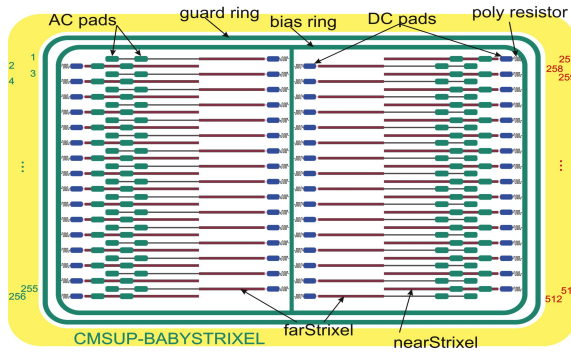 guard ring
AC pads
bias ring
DC pads
poly resistor
1
2
3
4
258
...
...
255
256
512
CMSUP-BABYSTRIXEL
farStrixel
nearStrixel